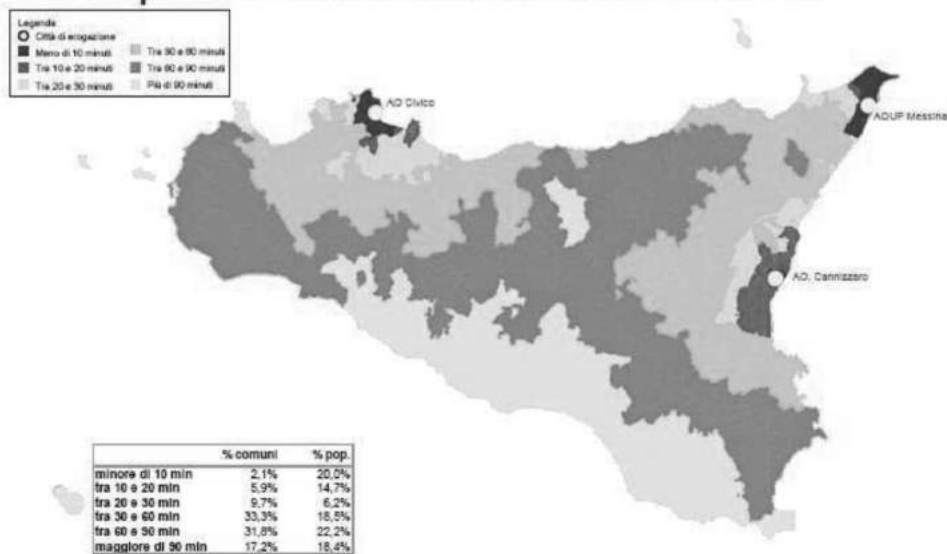 Legenda
Città di erogazione
Meno di 10 minuti
Tra 30 e 60 minuti
Tra 10 e 20 minuti
Tra 60 e 90 minuti
Tra 20 e 30 minuti
Più di 90 minuti
AO Civico
AOUP Messina
AO. Cannizzaro
% comuni % pop.
minore di 10 min 2,1% 20,0%
tra 10 e 20 min 5,9% 14,7%
tra 20 e 30 min 9,7% 6,2%
tra 30 e 60 min 33,3% 18,5%
tra 60 e 90 min 31,8% 22,2%
maggiore di 90 min 17,2% 18,4%